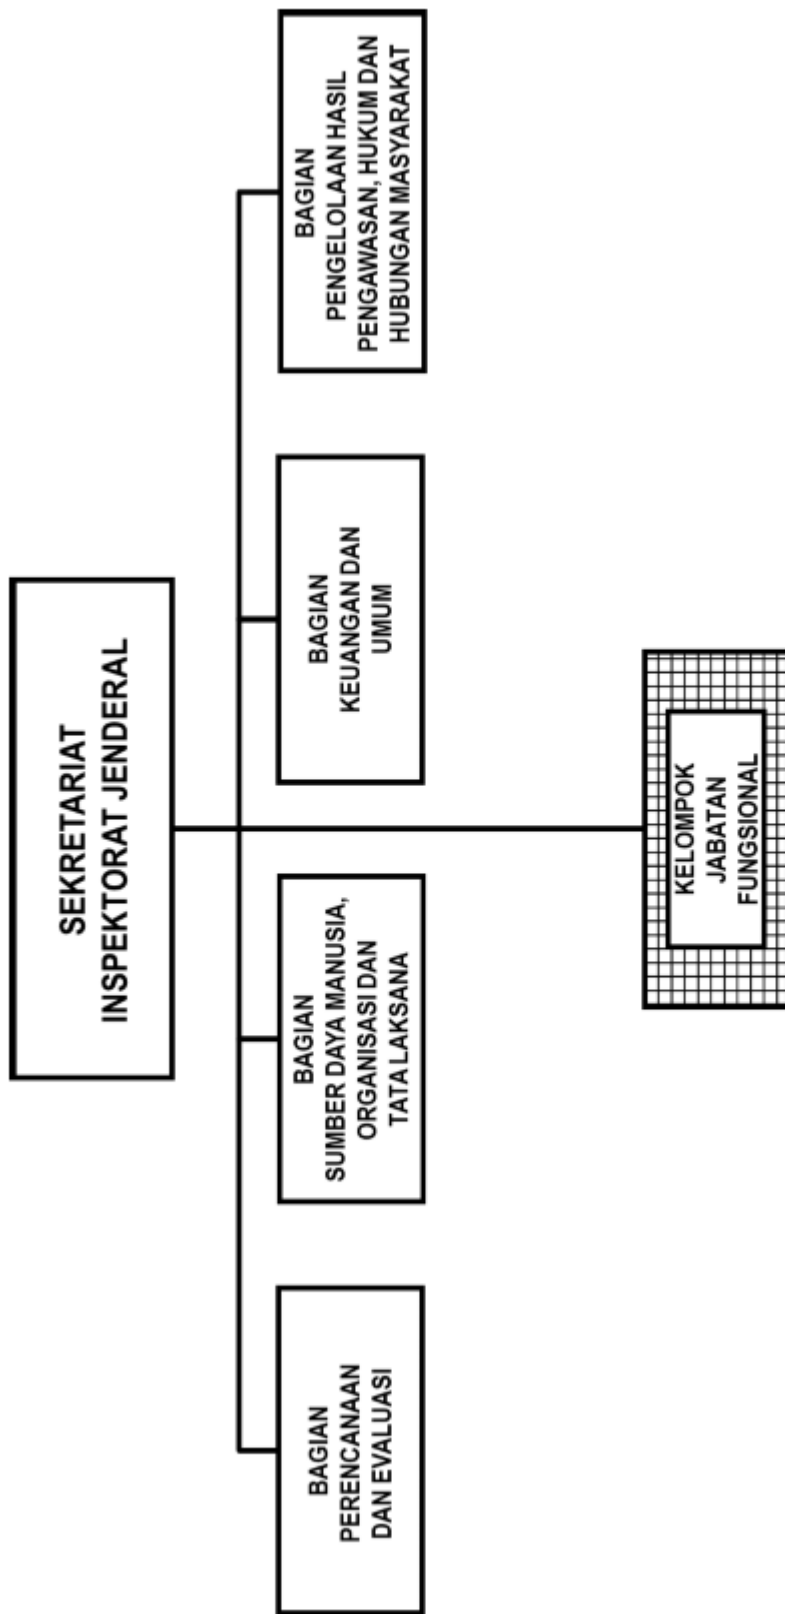 SEKRETARIAT
INSPEKTORAT JENDERAL
BAGIAN
PERENCANAAN
DAN EVALUASI
BAGIAN
SUMBER DAYA MANUSIA,
ORGANISASI DAN
TATA LAKSANA
BAGIAN
KEUANGAN DAN
UMUM
BAGIAN
PENGELOLAAN HASIL
PENGAWASAN, HUKUM DAN
HUBUNGAN MASYARAKAT
KELOMPOK
JABATAN
FUNGSIONAL